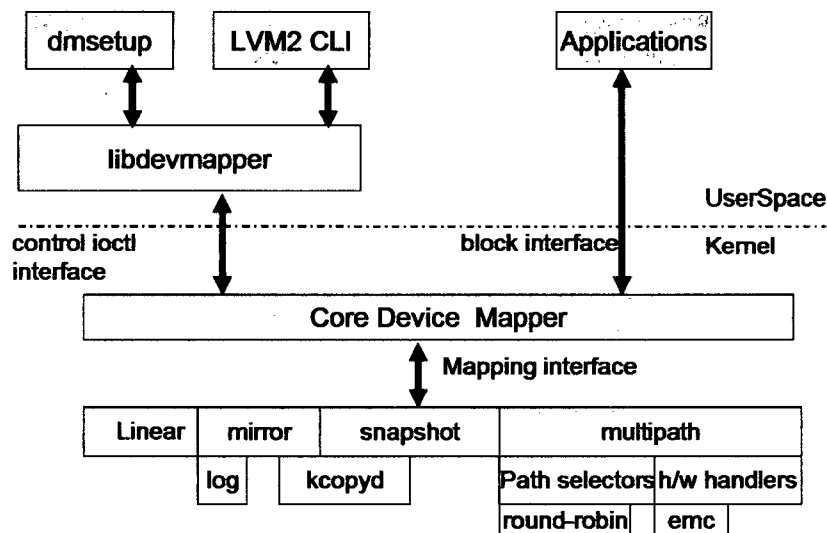 dmsetup
LVM2 CLI
Applications
libdevmapper
UserSpace
control ioctl
interface
block interface
Kernel
Core Device Mapper
Mapping interface
Linear
mirror
snapshot
multipath
log
kcopyd
Path selectors
h/w handlers
round-robin
emc